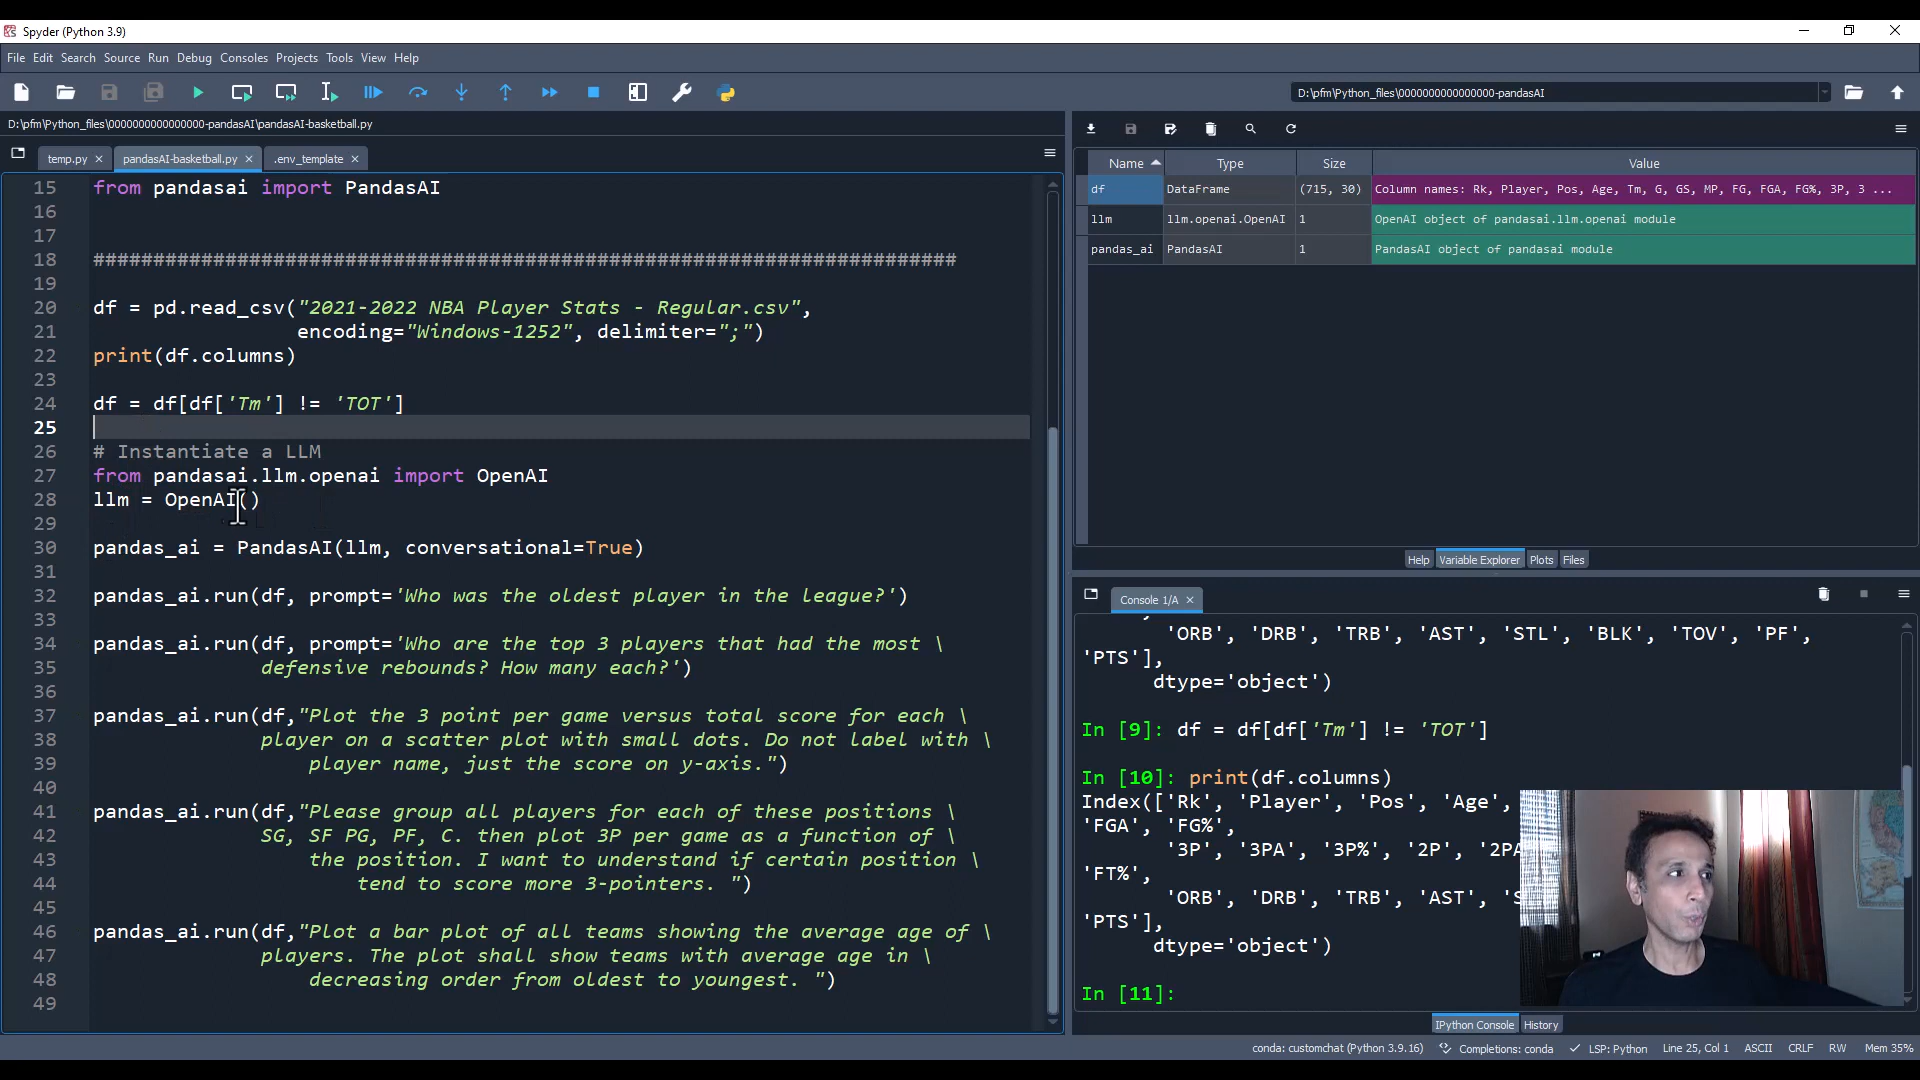 Spyder (Python 3.9)
File Edit Search Source Run Debug Consoles Projects Tools View Help
D:\pfm\Python_files\0000000000000000-pandasAI
D:\pfm\Python_files\0000000000000000-pandasAI\pandasAI-basketball.py
temp.py
pandasAI-basketball.py
.env_template
15 from pandasai import PandasAI
16
17
18 ########################################################################
19
20 df = pd.read_csv("2021-2022 NBA Player Stats - Regular.csv",
21 encoding="Windows-1252", delimiter=";")
22 print(df.columns)
23
24 df = df[df['Tm'] != 'TOT']
25
26 # Instantiate a LLM
27 from pandasai.llm.openai import OpenAI
28 llm = OpenAI()
29
30 pandas_ai = PandasAI(llm, conversational=True)
31
32 pandas_ai.run(df, prompt='Who was the oldest player in the league?')
33
34 pandas_ai.run(df, prompt='Who are the top 3 players that had the most \
35 defensive rebounds? How many each?')
36
37 pandas_ai.run(df,"Plot the 3 point per game versus total score for each \
38 player on a scatter plot with small dots. Do not label with \
39 player name, just the score on y-axis.")
40
41 pandas_ai.run(df,"Please group all players for each of these positions \
42 SG, SF PG, PF, C. then plot 3P per game as a function of \
43 the position. I want to understand if certain position \
44 tend to score more 3-pointers. ")
45
46 pandas_ai.run(df,"Plot a bar plot of all teams showing the average age of \
47 players. The plot shall show teams with average age in \
48 decreasing order from oldest to youngest. ")
49
Name Type Size Value
df DataFrame (715, 30) Column names: Rk, Player, Pos, Age, Tm, G, GS, MP, FG, FGA, FG%, 3P, 3 ...
llm llm.openai.OpenAI 1 OpenAI object of pandasai.llm.openai module
pandas_ai PandasAI 1 PandasAI object of pandasai module
Help Variable Explorer Plots Files
Console 1/A
'ORB', 'DRB', 'TRB', 'AST', 'STL', 'BLK', 'TOV', 'PF',
'PTS'],
dtype='object')
In [9]: df = df[df['Tm'] != 'TOT']
In [10]: print(df.columns)
Index(['Rk', 'Player', 'Pos', 'Age',
'FGA', 'FG%',
'3P', '3PA', '3P%', '2P', '2PA
'FT%',
'ORB', 'DRB', 'TRB', 'AST', 'S
'PTS'],
dtype='object')
In [11]:
IPython Console History
conda: customchat (Python 3.9.16) Completions: conda LSP: Python Line 25, Col 1 ASCII CRLF RW Mem 35%